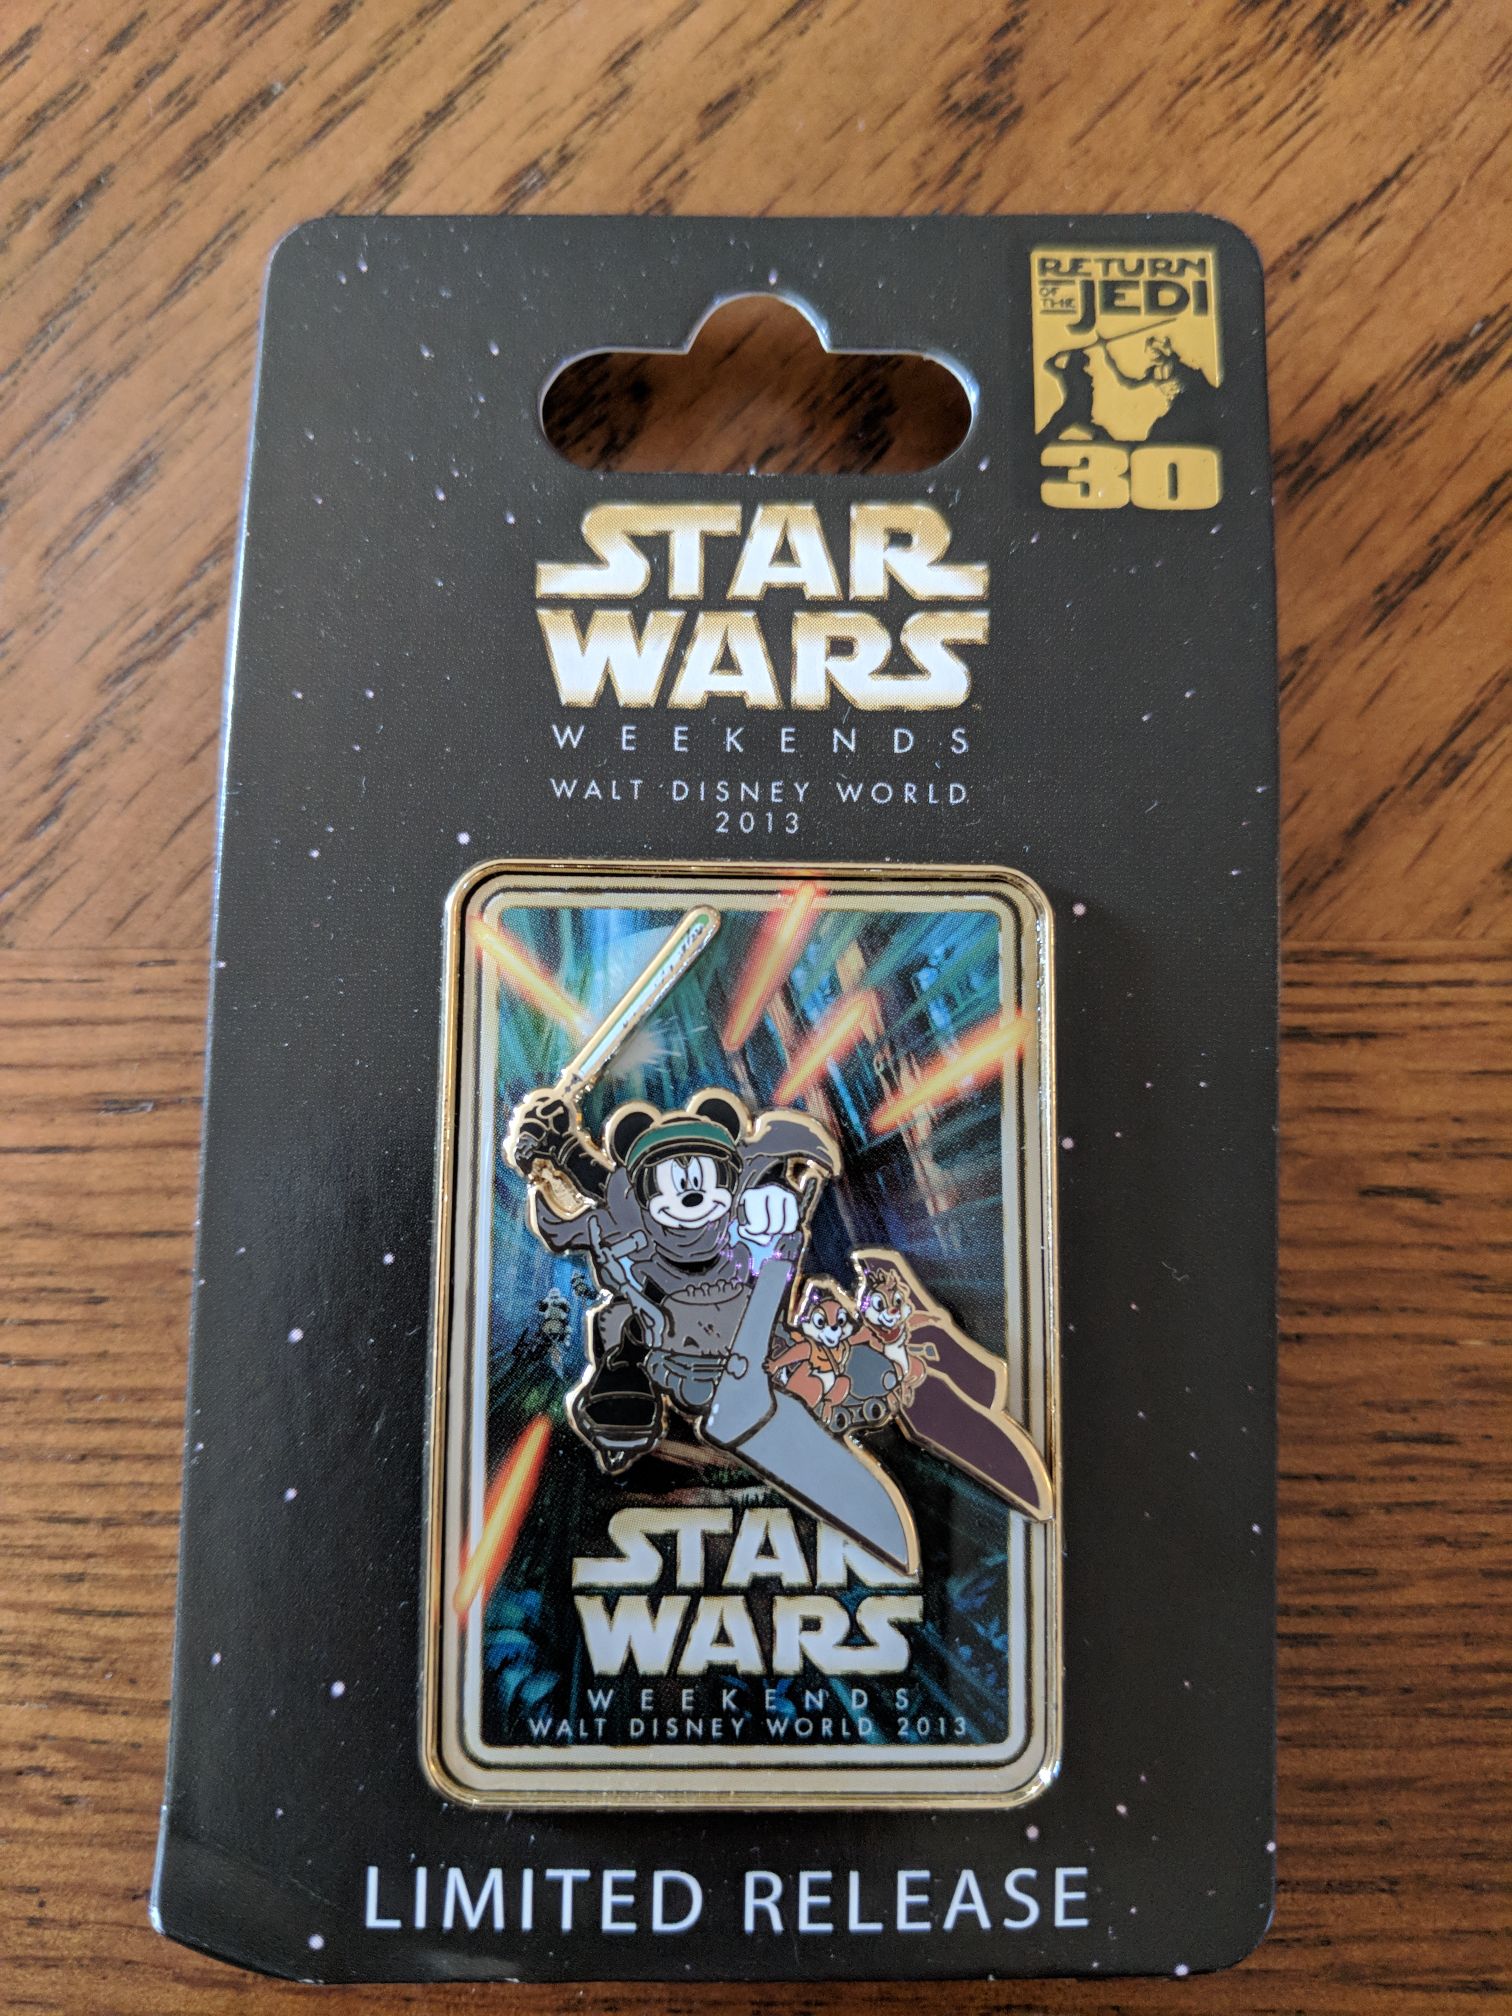 RETURN
OF THE JEDI
30
STAR
WARS
WEEKENDS
WALT DISNEY WORLD
2013
STAR
WARS
WEEKENDS
WALT DISNEY WORLD 2013
LIMITED RELEASE